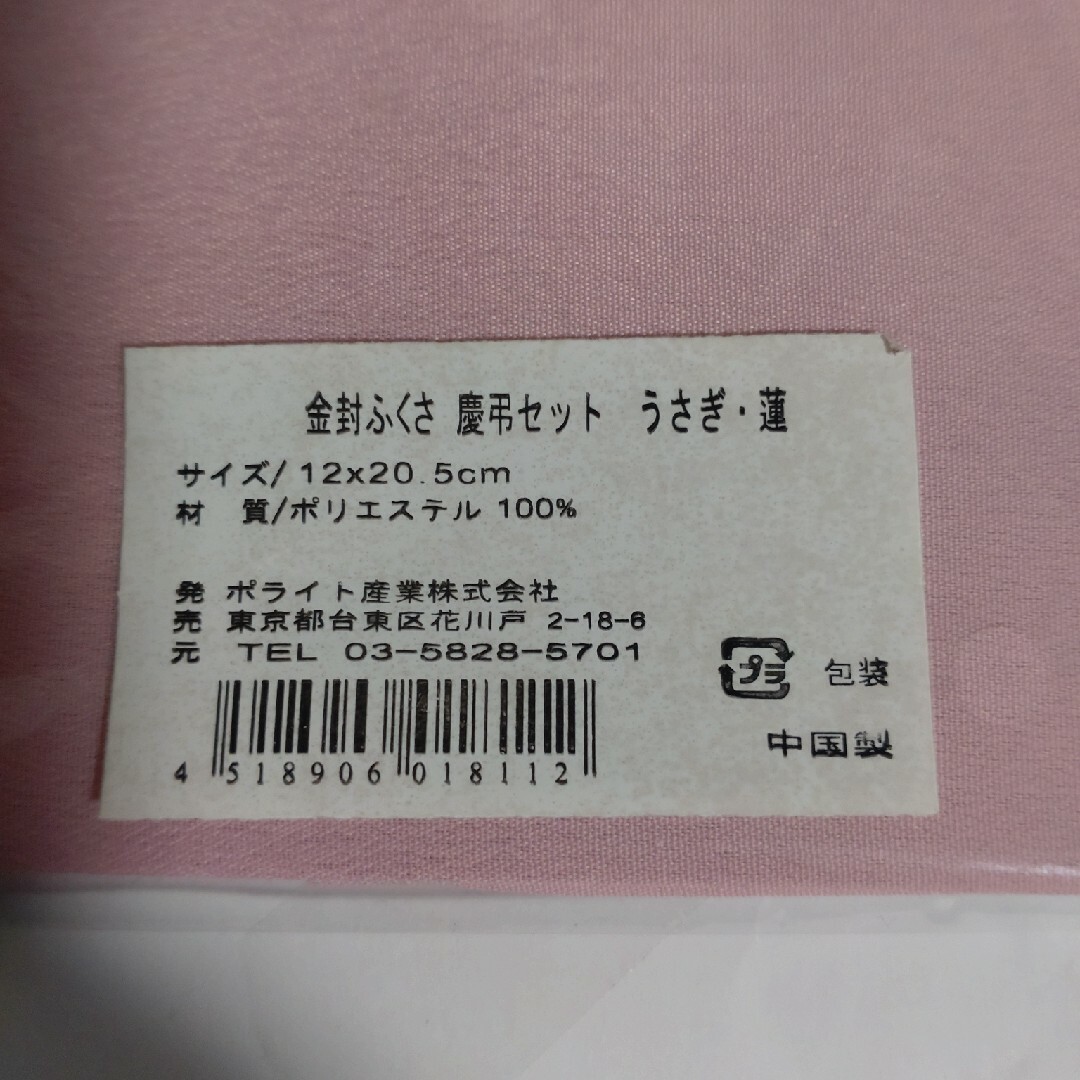 金封ふくさ 慶弔セット うさぎ・蓮
サイズ/12x20.5cm
材 質/ポリエステル 100%
発売元
ポライト産業株式会社
東京都台東区花川戸 2-18-6
TEL 03-5828-5701
プラ 包装
中国製
4 518906 018112